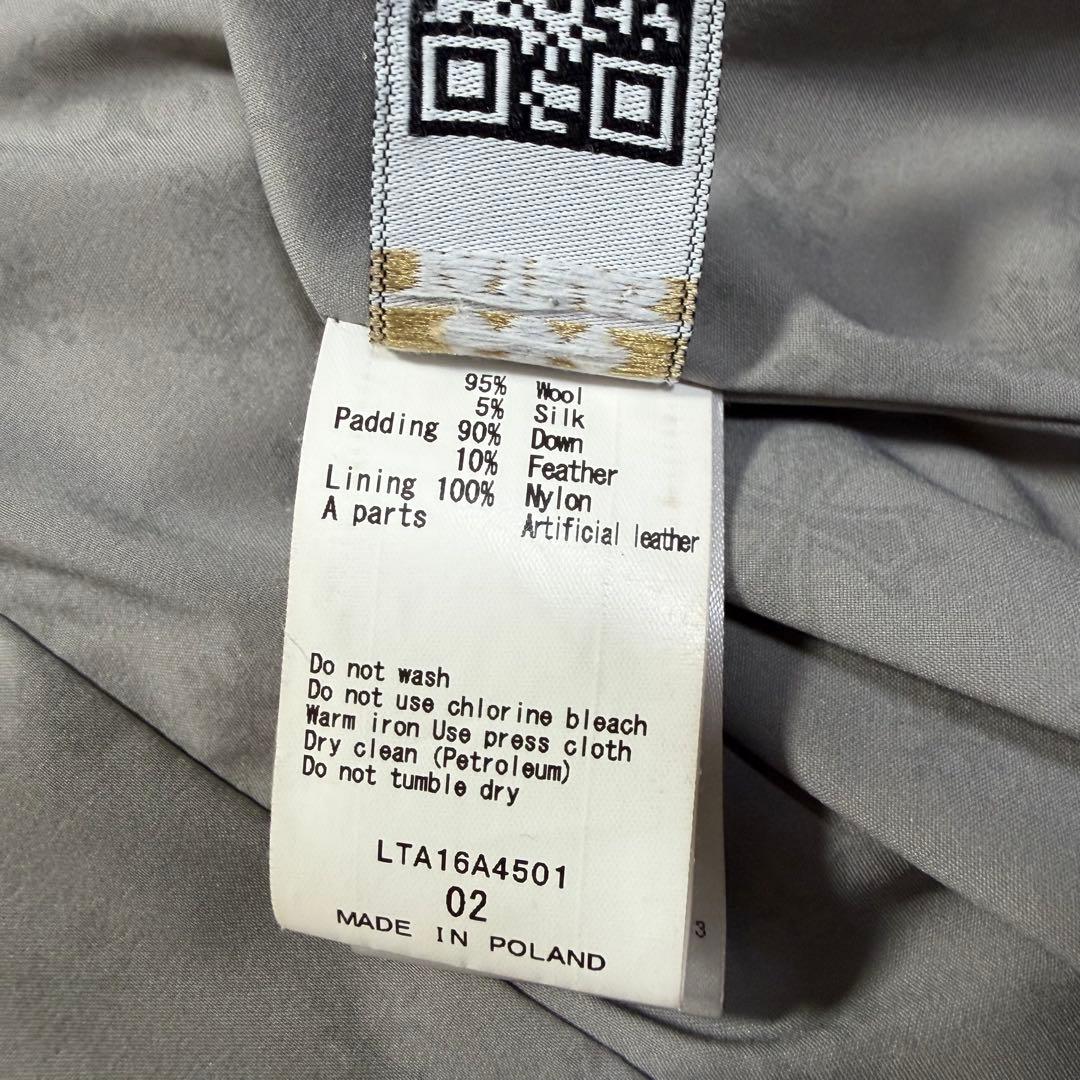 95% Wool
5% Silk
Padding 90% Down
10% Feather
Lining 100% Nylon
A parts Artificial leather
Do not wash
Do not use chlorine bleach
Warm iron Use press cloth
Dry clean (Petroleum)
Do not tumble dry
LTA16A4501
02
MADE IN POLAND
3